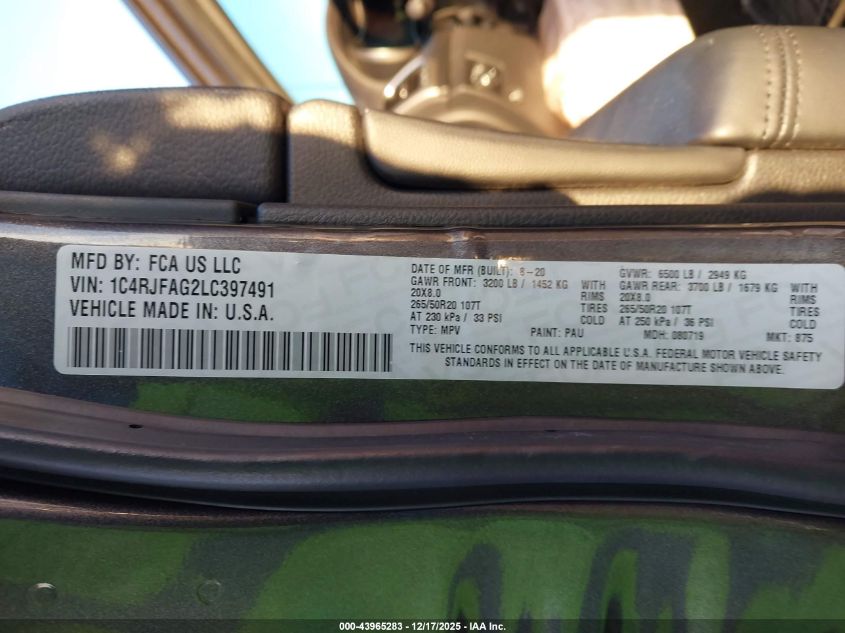 MFD BY: FCA US LLC
VIN: 1C4RJFAG2LC397491
VEHICLE MADE IN: U.S.A.
DATE OF MFR (BUILT): 8-20 GVWR: 6500 LB / 2949 KG
GAWR FRONT: 3200 LB / 1452 KG WITH GAWR REAR: 3700 LB / 1679 KG WITH
20X8.0 RIMS 20X8.0 RIMS
265/50R20 107T TIRES 265/50R20 107T TIRES
AT 230 kPa / 33 PSI COLD AT 250 kPa / 36 PSI COLD
TYPE: MPV PAINT: PAU MDH: 080719 MKT: 875
THIS VEHICLE CONFORMS TO ALL APPLICABLE U.S.A. FEDERAL MOTOR VEHICLE SAFETY
STANDARDS IN EFFECT ON THE DATE OF MANUFACTURE SHOWN ABOVE.
000-43965283 - 12/17/2025 - IAA Inc.